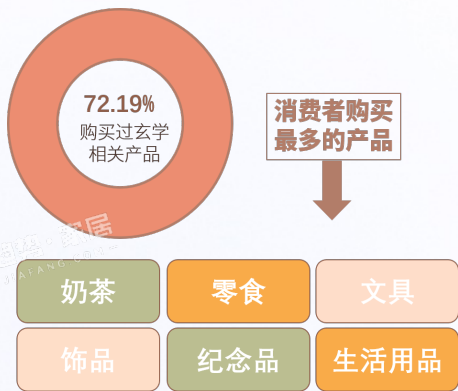 72.19%
购买过玄学
相关产品
消费者购买
最多的产品
奶茶
零食
文具
饰品
纪念品
生活用品